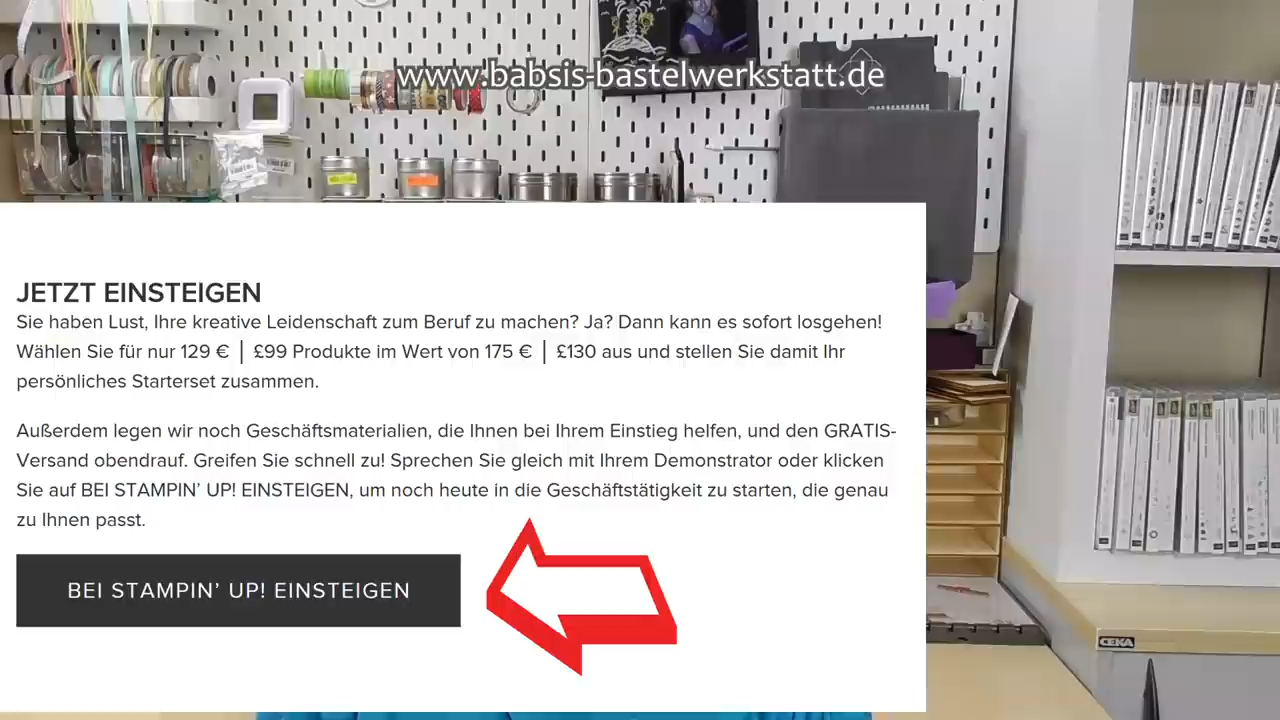 www.babsis-bastelwerkstatt.de
JETZT EINSTEIGEN
Sie haben Lust, Ihre kreative Leidenschaft zum Beruf zu machen? Ja? Dann kann es sofort losgehen!
Wählen Sie für nur 129 € | £99 Produkte im Wert von 175 € | £130 aus und stellen Sie damit Ihr
persönliches Starterset zusammen.
Außerdem legen wir noch Geschäftsmaterialien, die Ihnen bei Ihrem Einstieg helfen, und den GRATIS-
Versand obendrauf. Greifen Sie schnell zu! Sprechen Sie gleich mit Ihrem Demonstrator oder klicken
Sie auf BEI STAMPIN’ UP! EINSTEIGEN, um noch heute in die Geschäftstätigkeit zu starten, die genau
zu Ihnen passt.
BEI STAMPIN’ UP! EINSTEIGEN
CEKA